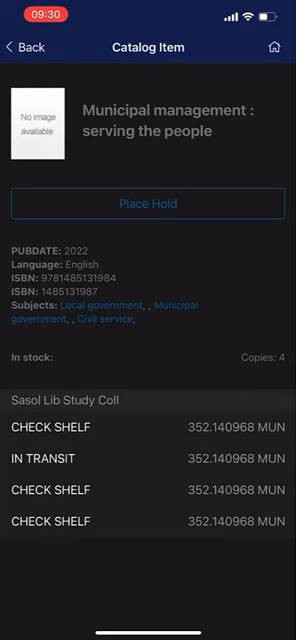 09:30
Back
Catalog Item
No image
available
Municipal management :
serving the people
Place Hold
PUBDATE: 2022
Language: English
ISBN: 9781485131984
ISBN: 1485131987
Subjects: Local government, , Municipal
government, , Civil service,
In stock: Copies: 4
Sasol Lib Study Coll
CHECK SHELF 352.140968 MUN
IN TRANSIT 352.140968 MUN
CHECK SHELF 352.140968 MUN
CHECK SHELF 352.140968 MUN